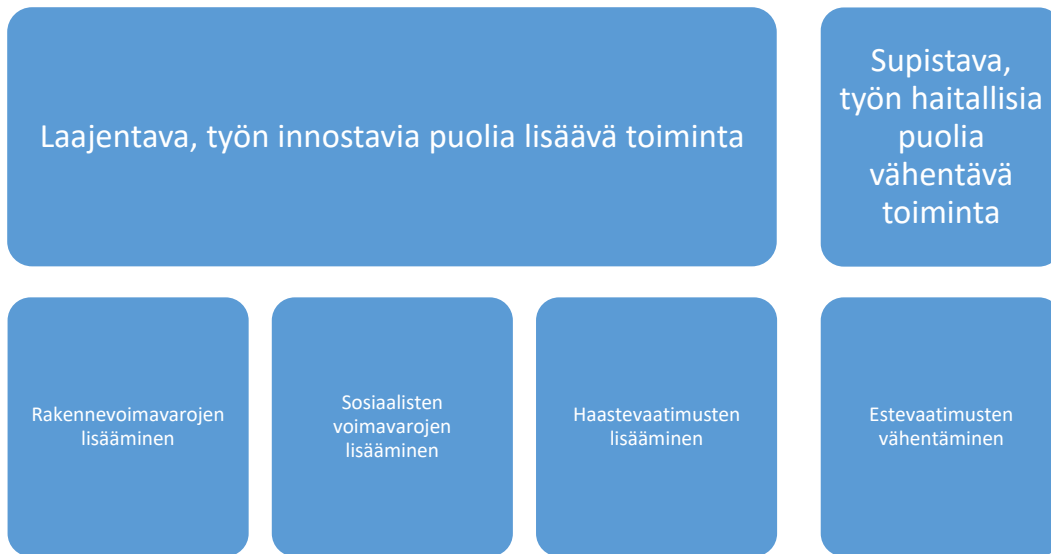 Laajentava, työn innostavia puolia lisäävä toiminta
Supistava,
työn haitallisia
puolia
vähentävä
toiminta
Rakennevoimavarojen
lisääminen
Sosiaalisten
voimavarojen
lisääminen
Haastevaatimusten
lisääminen
Estevaatimusten
vähentäminen